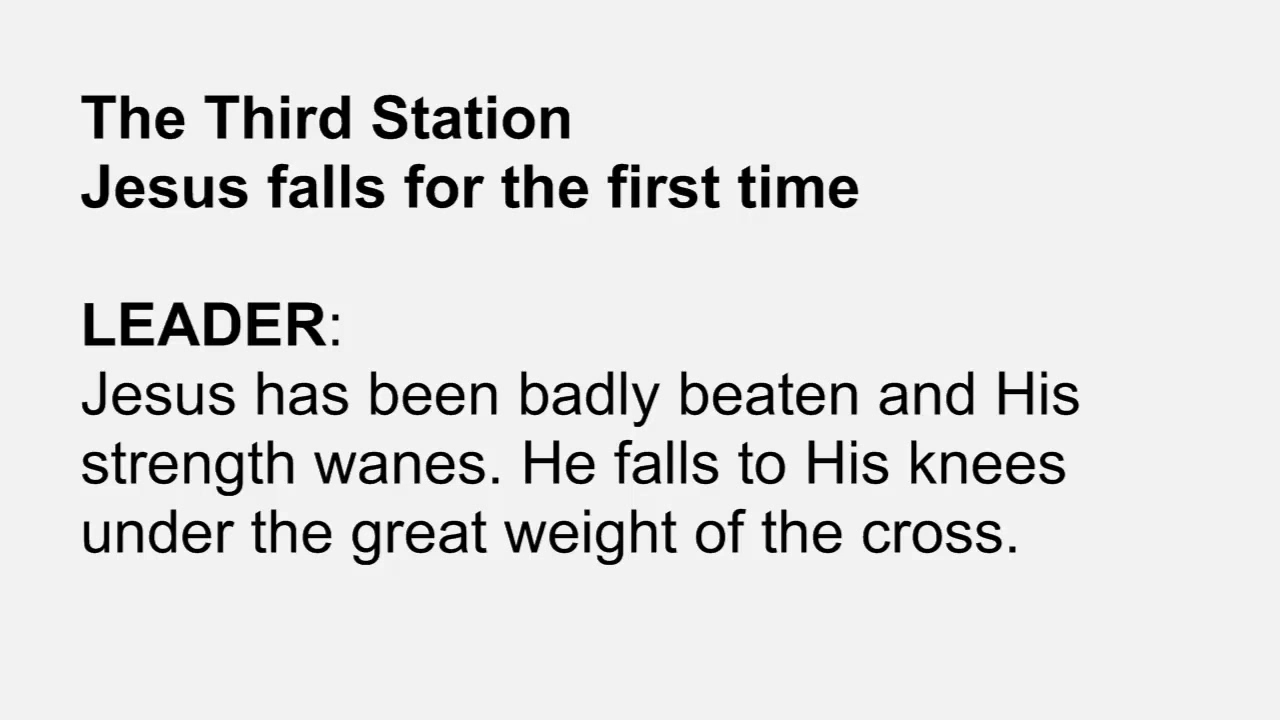 The Third Station
Jesus falls for the first time
LEADER:
Jesus has been badly beaten and His
strength wanes. He falls to His knees
under the great weight of the cross.